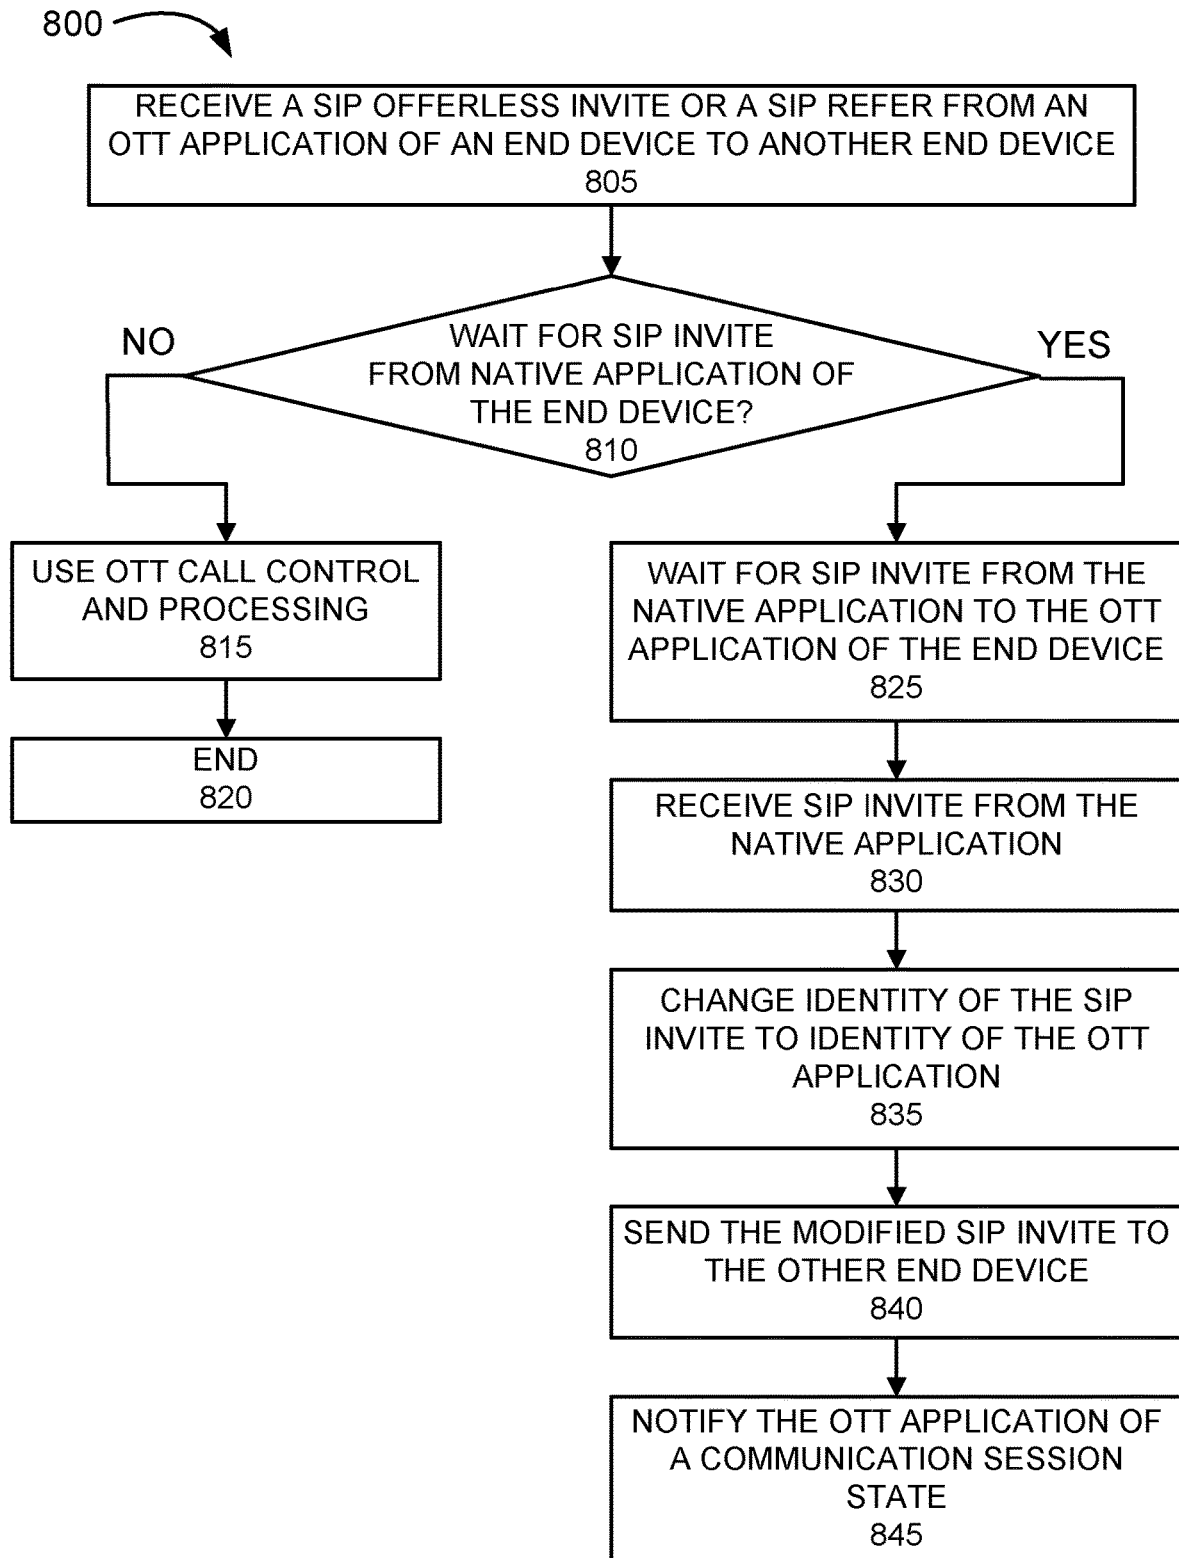 800
RECEIVE A SIP OFFERLESS INVITE OR A SIP REFER FROM AN
OTT APPLICATION OF AN END DEVICE TO ANOTHER END DEVICE
805
WAIT FOR SIP INVITE
FROM NATIVE APPLICATION OF
THE END DEVICE?
810
NO
YES
USE OTT CALL CONTROL
AND PROCESSING
815
END
820
WAIT FOR SIP INVITE FROM THE
NATIVE APPLICATION TO THE OTT
APPLICATION OF THE END DEVICE
825
RECEIVE SIP INVITE FROM THE
NATIVE APPLICATION
830
CHANGE IDENTITY OF THE SIP
INVITE TO IDENTITY OF THE OTT
APPLICATION
835
SEND THE MODIFIED SIP INVITE TO
THE OTHER END DEVICE
840
NOTIFY THE OTT APPLICATION OF
A COMMUNICATION SESSION
STATE
845